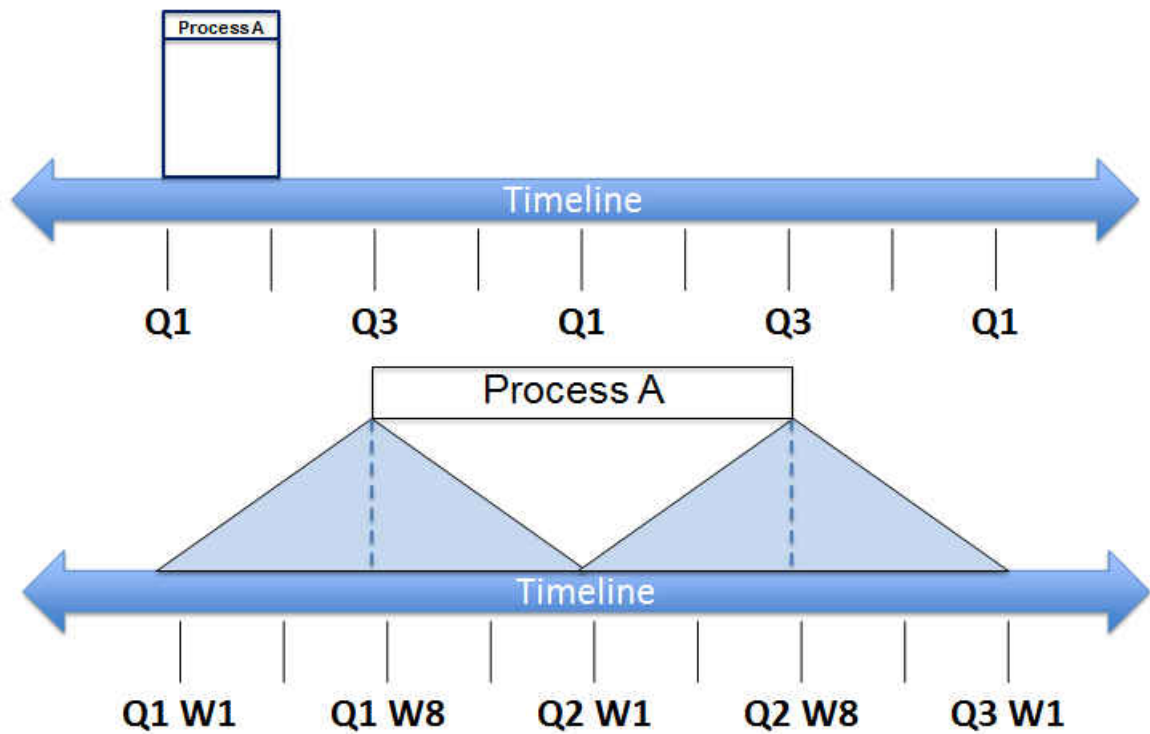 Process A
Timeline
Q1 Q3 Q1 Q3 Q1
Process A
Timeline
Q1 W1 Q1 W8 Q2 W1 Q2 W8 Q3 W1